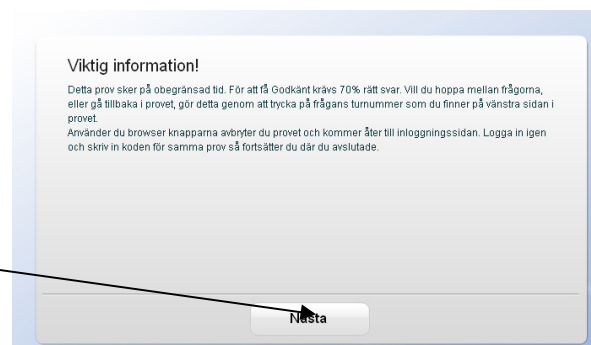 Viktig information!
Detta prov sker på obegränsad tid. För att få Godkänt krävs 70% rätt svar. Vill du hoppa mellan frågorna,
eller gå tillbaka i provet, gör detta genom att trycka på frågans turnummer som du finner på vänstra sidan i
provet.
Använder du browser knapparna avbryter du provet och kommer åter till inloggningssidan. Logga in igen
och skriv in koden för samma prov så fortsätter du där du avslutade.
Nästa